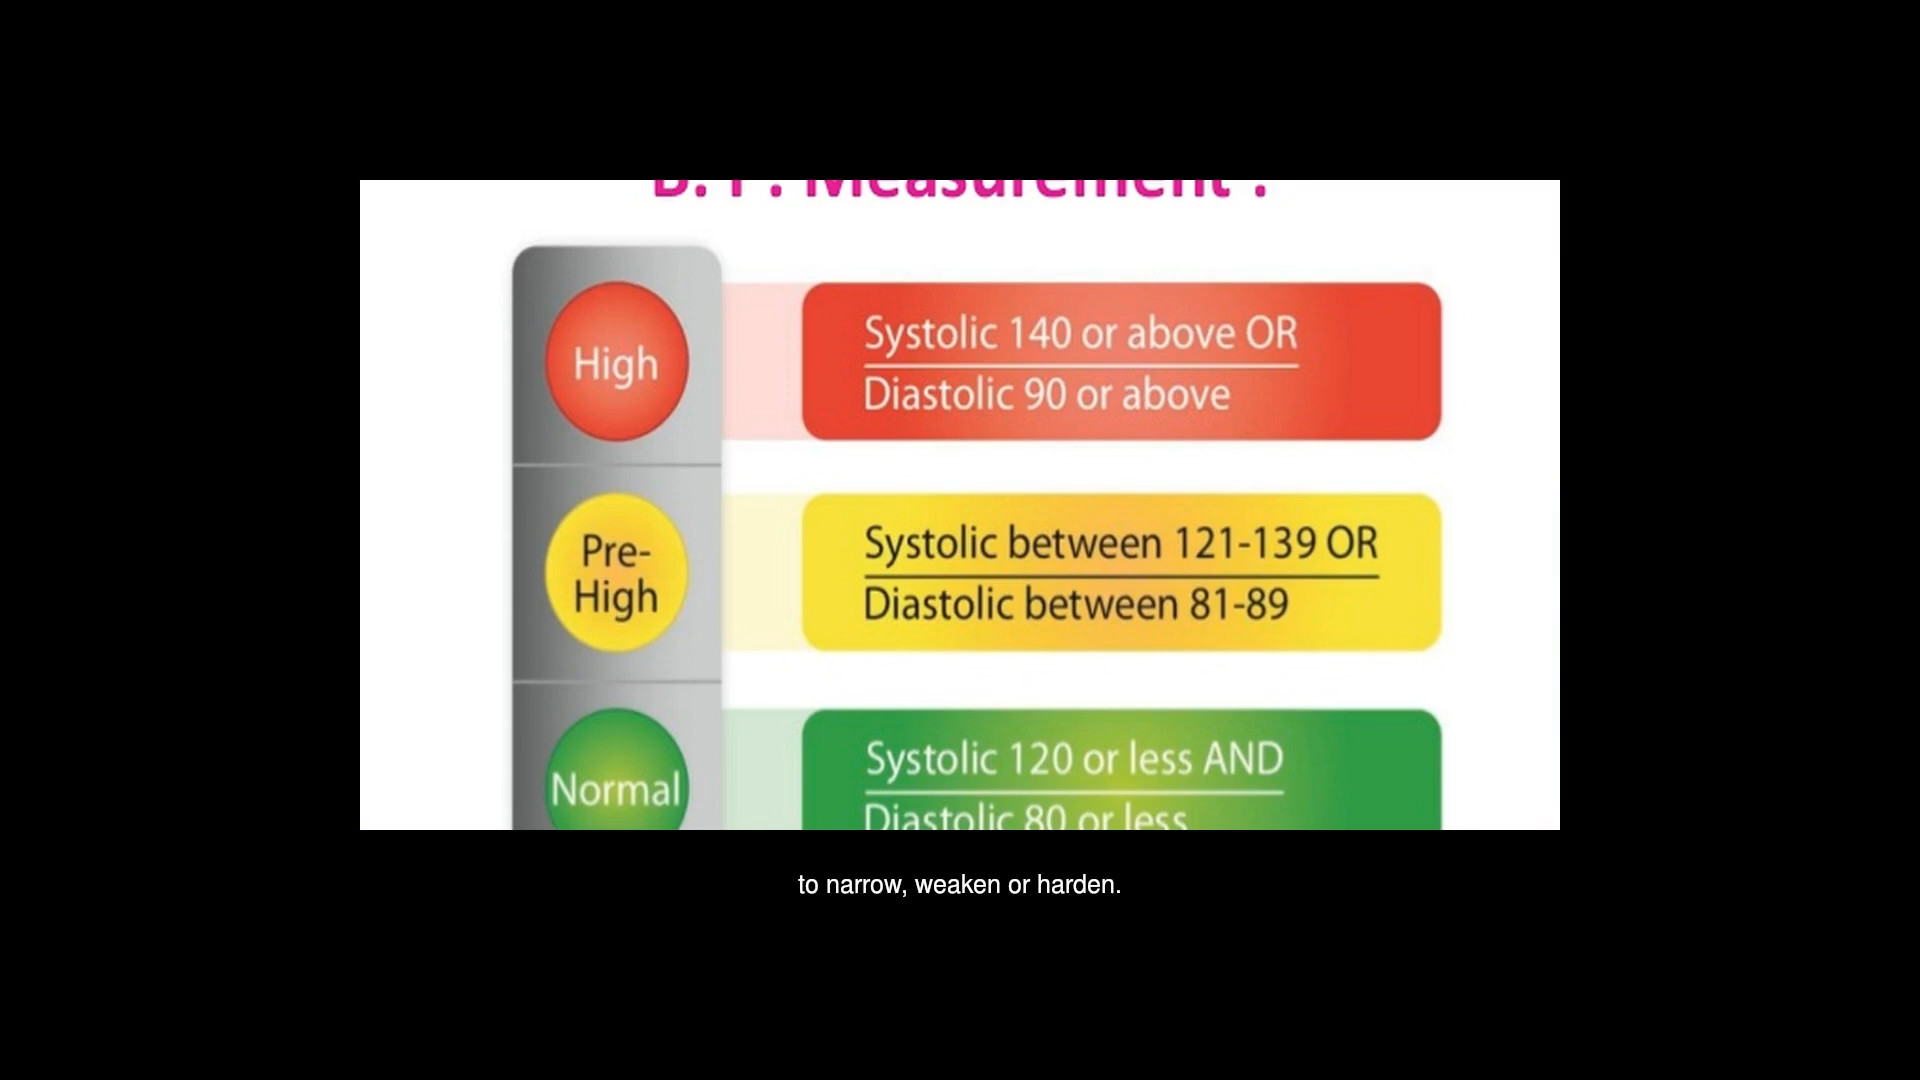 B. P. Measurement :
High
Systolic 140 or above OR
Diastolic 90 or above
Pre-
High
Systolic between 121-139 OR
Diastolic between 81-89
Normal
Systolic 120 or less AND
Diastolic 80 or less
to narrow, weaken or harden.